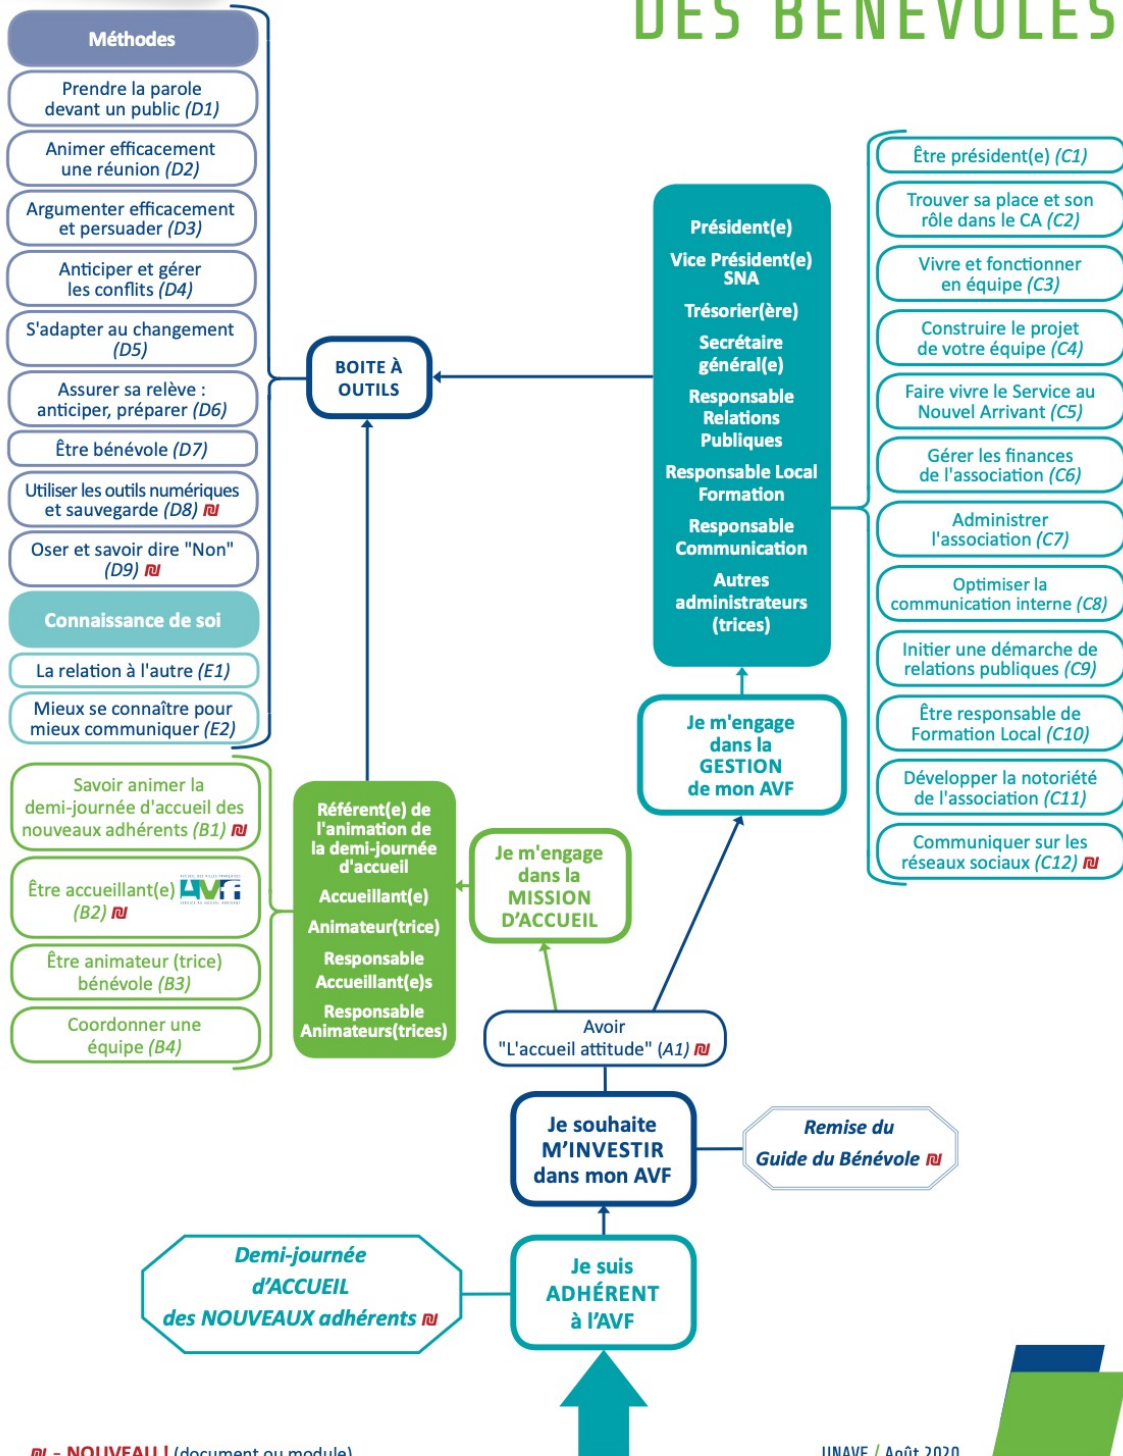 DES BÉNÉVOLES
Méthodes
Prendre la parole
devant un public (D1)
Animer efficacement
une réunion (D2)
Argumenter efficacement
et persuader (D3)
Anticiper et gérer
les conflits (D4)
S'adapter au changement
(D5)
Assurer sa relève :
anticiper, préparer (D6)
Être bénévole (D7)
Utiliser les outils numériques
et sauvegarde (D8) N
Oser et savoir dire "Non"
(D9) N
Connaissance de soi
La relation à l'autre (E1)
Mieux se connaître pour
mieux communiquer (E2)
Savoir animer la
demi-journée d'accueil des
nouveaux adhérents (B1) N
Être accueillant(e) AVF
(B2) N
Être animateur (trice)
bénévole (B3)
Coordonner une
équipe (B4)
BOITE À
OUTILS
Référent(e) de
l'animation de
la demi-journée
d'accueil
Accueillant(e)
Animateur(trice)
Responsable
Accueillant(e)s
Responsable
Animateurs(trices)
Je m'engage
dans la
MISSION
D'ACCUEIL
Président(e)
Vice Président(e)
SNA
Trésorier(ère)
Secrétaire
général(e)
Responsable
Relations
Publiques
Responsable Local
Formation
Responsable
Communication
Autres
administrateurs
(trices)
Je m'engage
dans la
GESTION
de mon AVF
Être président(e) (C1)
Trouver sa place et son
rôle dans le CA (C2)
Vivre et fonctionner
en équipe (C3)
Construire le projet
de votre équipe (C4)
Faire vivre le Service au
Nouvel Arrivant (C5)
Gérer les finances
de l'association (C6)
Administrer
l'association (C7)
Optimiser la
communication interne (C8)
Initier une démarche de
relations publiques (C9)
Être responsable de
Formation Local (C10)
Développer la notoriété
de l'association (C11)
Communiquer sur les
réseaux sociaux (C12) N
Avoir
"L'accueil attitude" (A1) N
Je souhaite
M'INVESTIR
dans mon AVF
Remise du
Guide du Bénévole N
Demi-journée
d'ACCUEIL
des NOUVEAUX adhérents N
Je suis
ADHÉRENT
à l'AVF
N - NOUVEAU ! (document ou module)
UNAVF / Août 2020